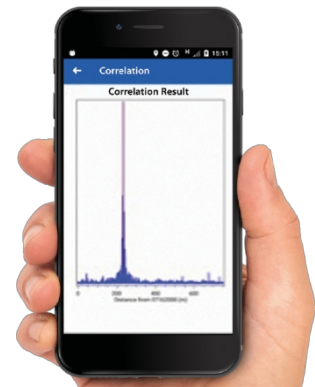 H 15:11
← Correlation
Correlation Result
0 200 400 600
Distance from (m)